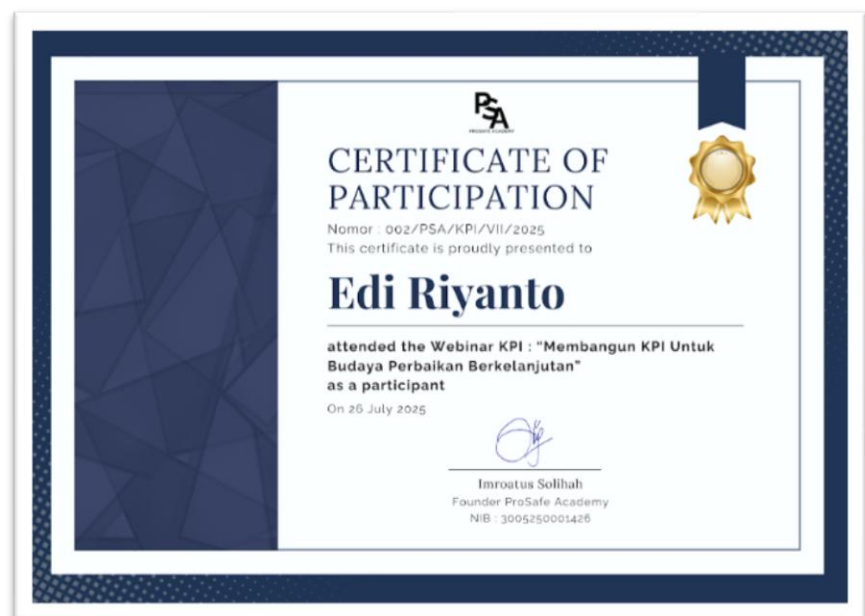 PSA
PROSAFE ACADEMY
CERTIFICATE OF
PARTICIPATION
Nomor : 002/PSA/KPI/VII/2025
This certificate is proudly presented to
Edi Riyanto
attended the Webinar KPI : "Membangun KPI Untuk
Budaya Perbaikan Berkelanjutan"
as a participant
On 26 July 2025
Imroatus Solihah
Founder ProSafe Academy
NIB : 3005250001426